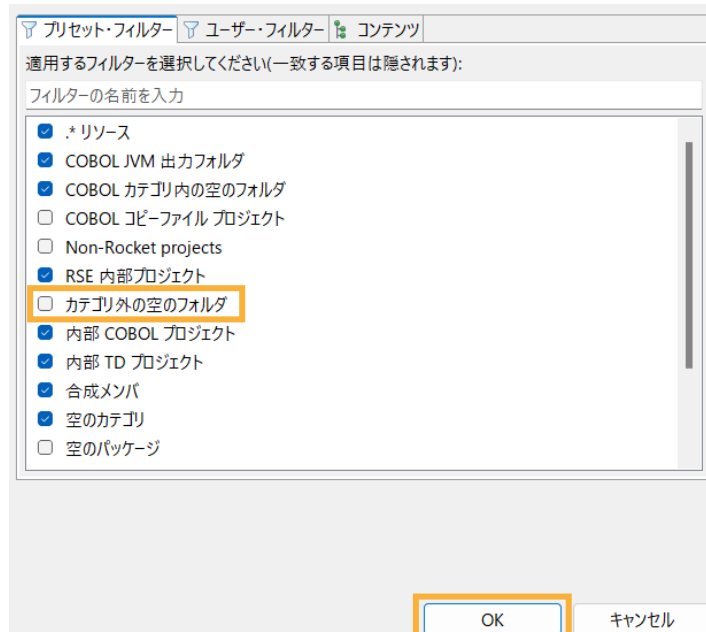 プリセット・フィルター ユーザー・フィルター コンテンツ
適用するフィルターを選択してください(一致する項目は隠されます):
フィルターの名前を入力
.* リソース
COBOL JVM 出力フォルダ
COBOL カテゴリ内の空のフォルダ
COBOL コピーファイル プロジェクト
Non-Rocket projects
RSE 内部プロジェクト
カテゴリ外の空のフォルダ
内部 COBOL プロジェクト
内部 TD プロジェクト
合成メンバ
空のカテゴリ
空のパッケージ
OK キャンセル